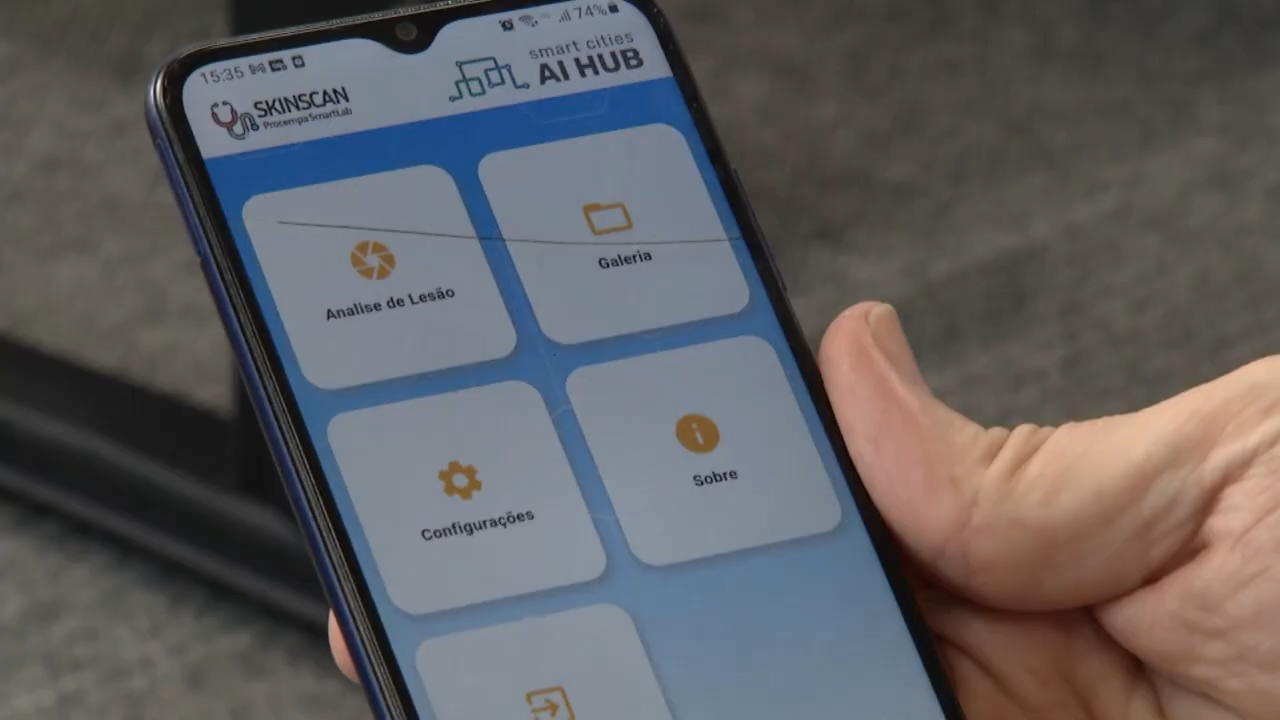 15:35
74%
SKINSCAN
Procempa SmartLab
smart cities
AI HUB
Analise de Lesão
Galeria
Configurações
Sobre